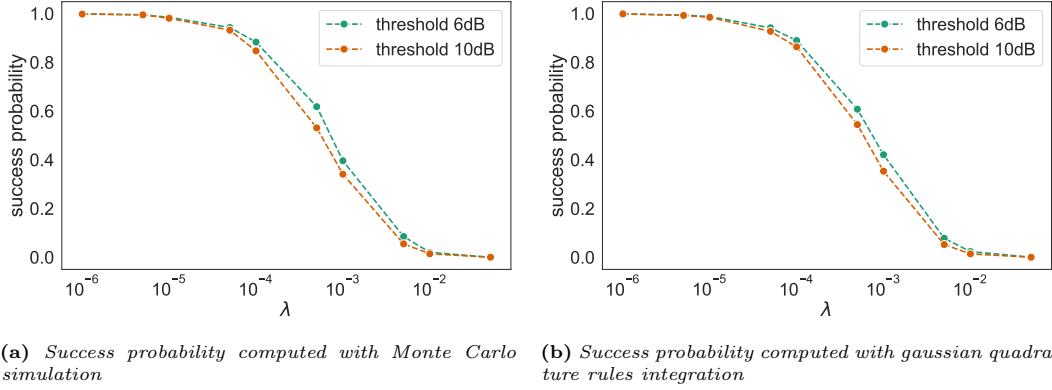 1.0
0.8
0.6
0.4
0.2
0.0
success probability
threshold 6dB
threshold 10dB
10⁻⁶ 10⁻⁵ 10⁻⁴ 10⁻³ 10⁻²
λ
(a) Success probability computed with Monte Carlo
simulation
1.0
0.8
0.6
0.4
0.2
0.0
success probability
threshold 6dB
threshold 10dB
10⁻⁶ 10⁻⁵ 10⁻⁴ 10⁻³ 10⁻²
λ
(b) Success probability computed with gaussian quadra
ture rules integration